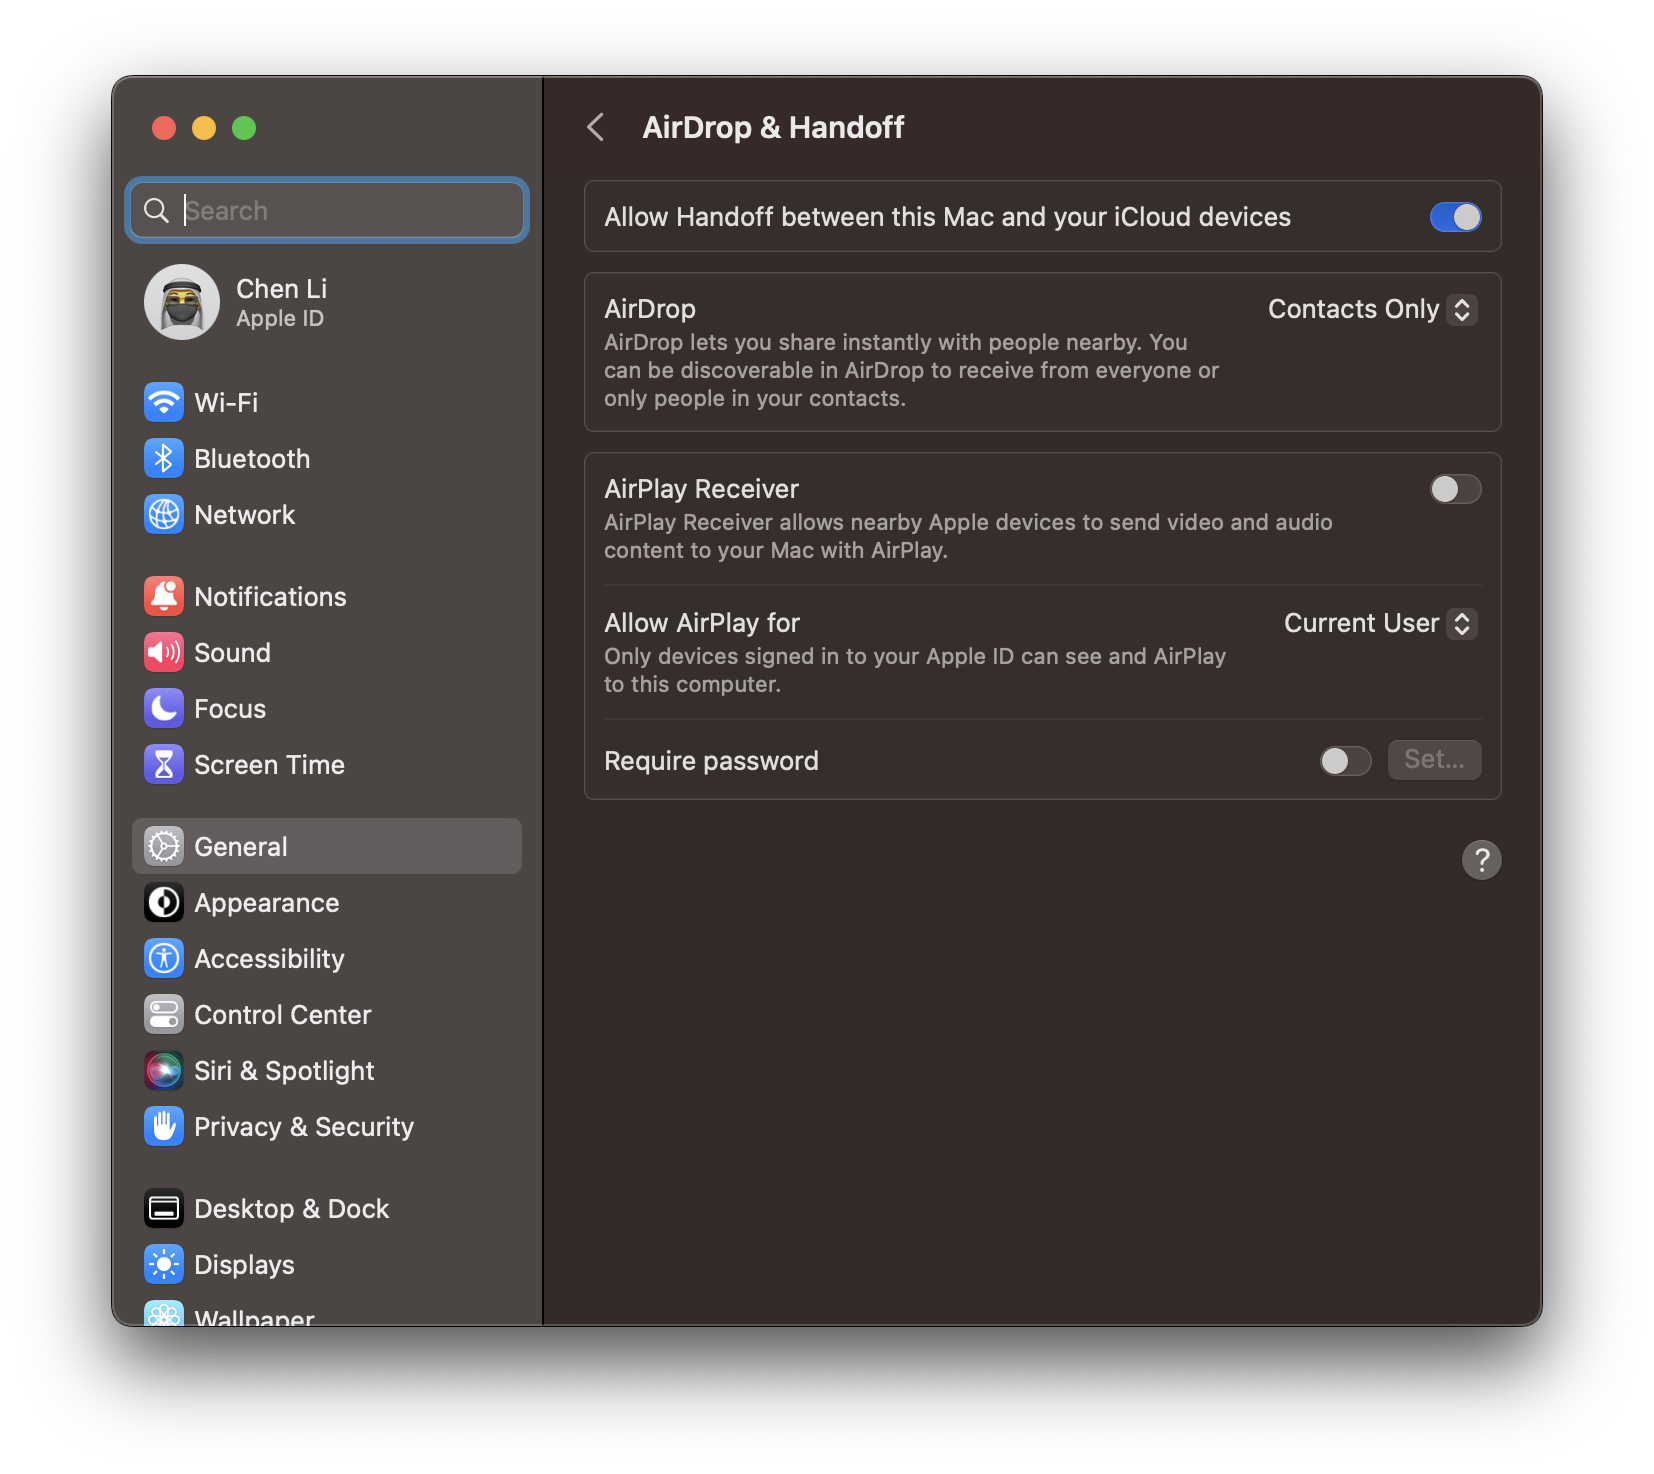 Search
Chen Li
Apple ID
Wi-Fi
Bluetooth
Network
Notifications
Sound
Focus
Screen Time
General
Appearance
Accessibility
Control Center
Siri & Spotlight
Privacy & Security
Desktop & Dock
Displays
Wallpaper
AirDrop & Handoff
Allow Handoff between this Mac and your iCloud devices
AirDrop
Contacts Only
AirDrop lets you share instantly with people nearby. You
can be discoverable in AirDrop to receive from everyone or
only people in your contacts.
AirPlay Receiver
AirPlay Receiver allows nearby Apple devices to send video and audio
content to your Mac with AirPlay.
Allow AirPlay for
Current User
Only devices signed in to your Apple ID can see and AirPlay
to this computer.
Require password
Set...
?